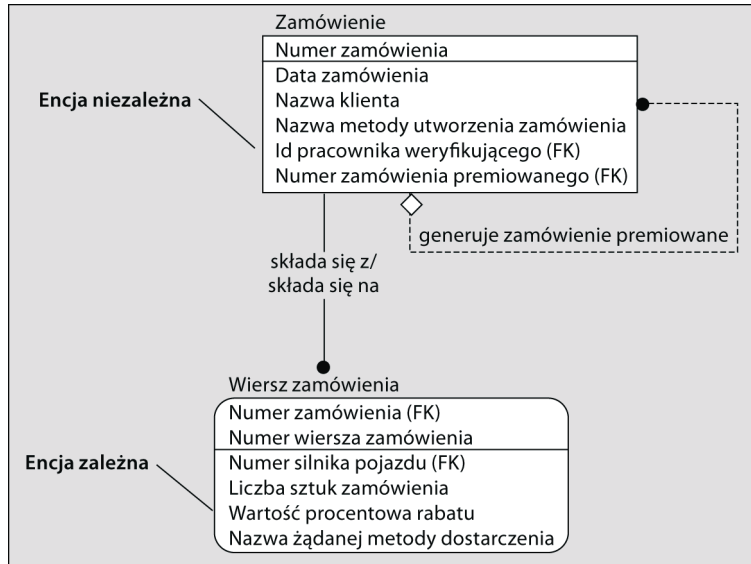 Zamówienie
Numer zamówienia
Data zamówienia
Nazwa klienta
Nazwa metody utworzenia zamówienia
Id pracownika weryfikującego (FK)
Numer zamówienia premiowanego (FK)
Encja niezależna
generuje zamówienie premiowane
składa się z/
składa się na
Wiersz zamówienia
Numer zamówienia (FK)
Numer wiersza zamówienia
Numer silnika pojazdu (FK)
Liczba sztuk zamówienia
Wartość procentowa rabatu
Nazwa żądanej metody dostarczenia
Encja zależna